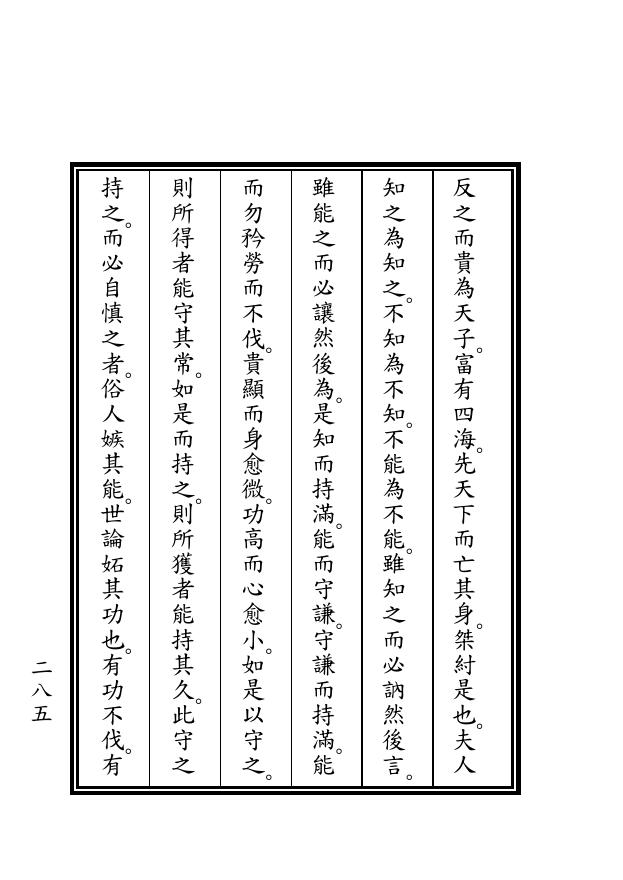 反之而貴為天子。富有四海。先天下而亡其身。桀紂是也。夫人
知之為知之。不知為不知。不能為不能。雖知之而必訥然後言。
雖能之而必讓然後為。是知而持滿。能而守謙。守謙而持滿。能
而勿矜勞而不伐。貴顯而身愈微。功高而心愈小。如是以守之。
則所得者能守其常。如是而持之。則所獲者能持其久。此守之
持之。而必自慎之者。俗人嫉其能。世論妬其功也。有功不伐。有
二八五